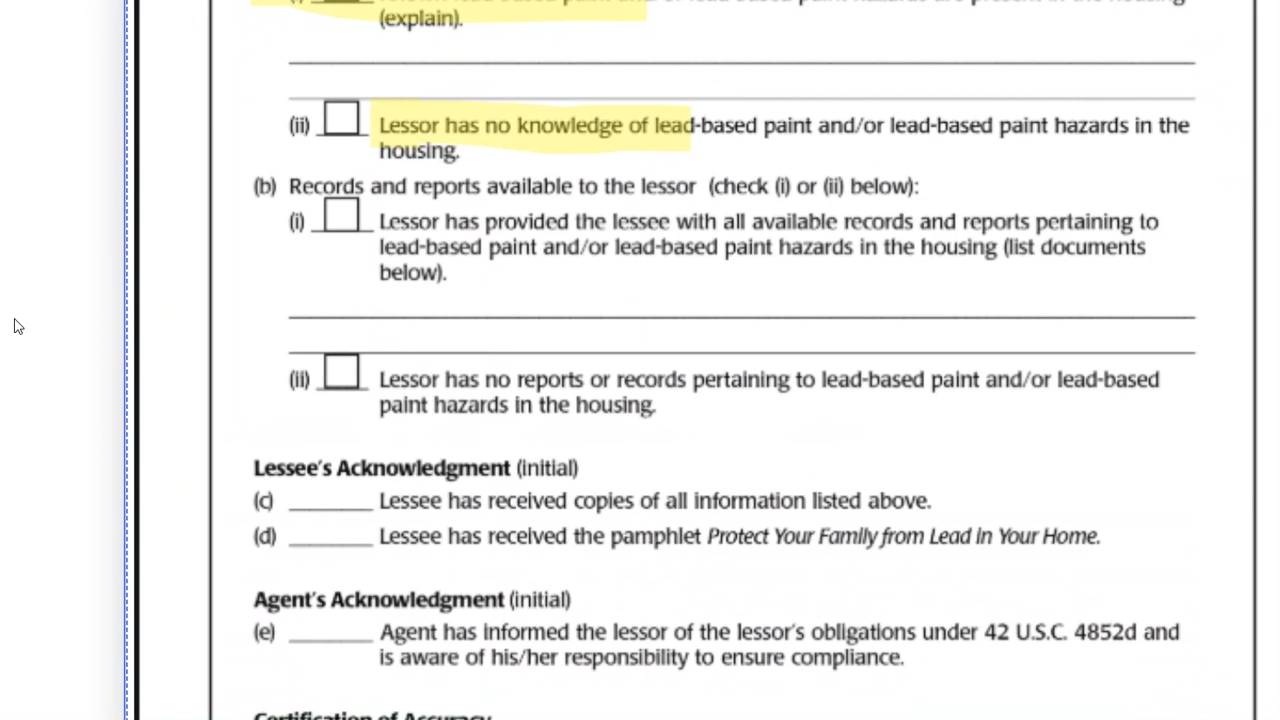 (explain).
(ii) Lessor has no knowledge of lead-based paint and/or lead-based paint hazards in the
housing.
(b) Records and reports available to the lessor (check (i) or (ii) below):
(i) Lessor has provided the lessee with all available records and reports pertaining to
lead-based paint and/or lead-based paint hazards in the housing (list documents
below).
(ii) Lessor has no reports or records pertaining to lead-based paint and/or lead-based
paint hazards in the housing.
Lessee's Acknowledgment (initial)
(c) ________ Lessee has received copies of all information listed above.
(d) ________ Lessee has received the pamphlet Protect Your Family from Lead in Your Home.
Agent's Acknowledgment (initial)
(e) ________ Agent has informed the lessor of the lessor's obligations under 42 U.S.C. 4852d and
is aware of his/her responsibility to ensure compliance.
Certification of Accuracy